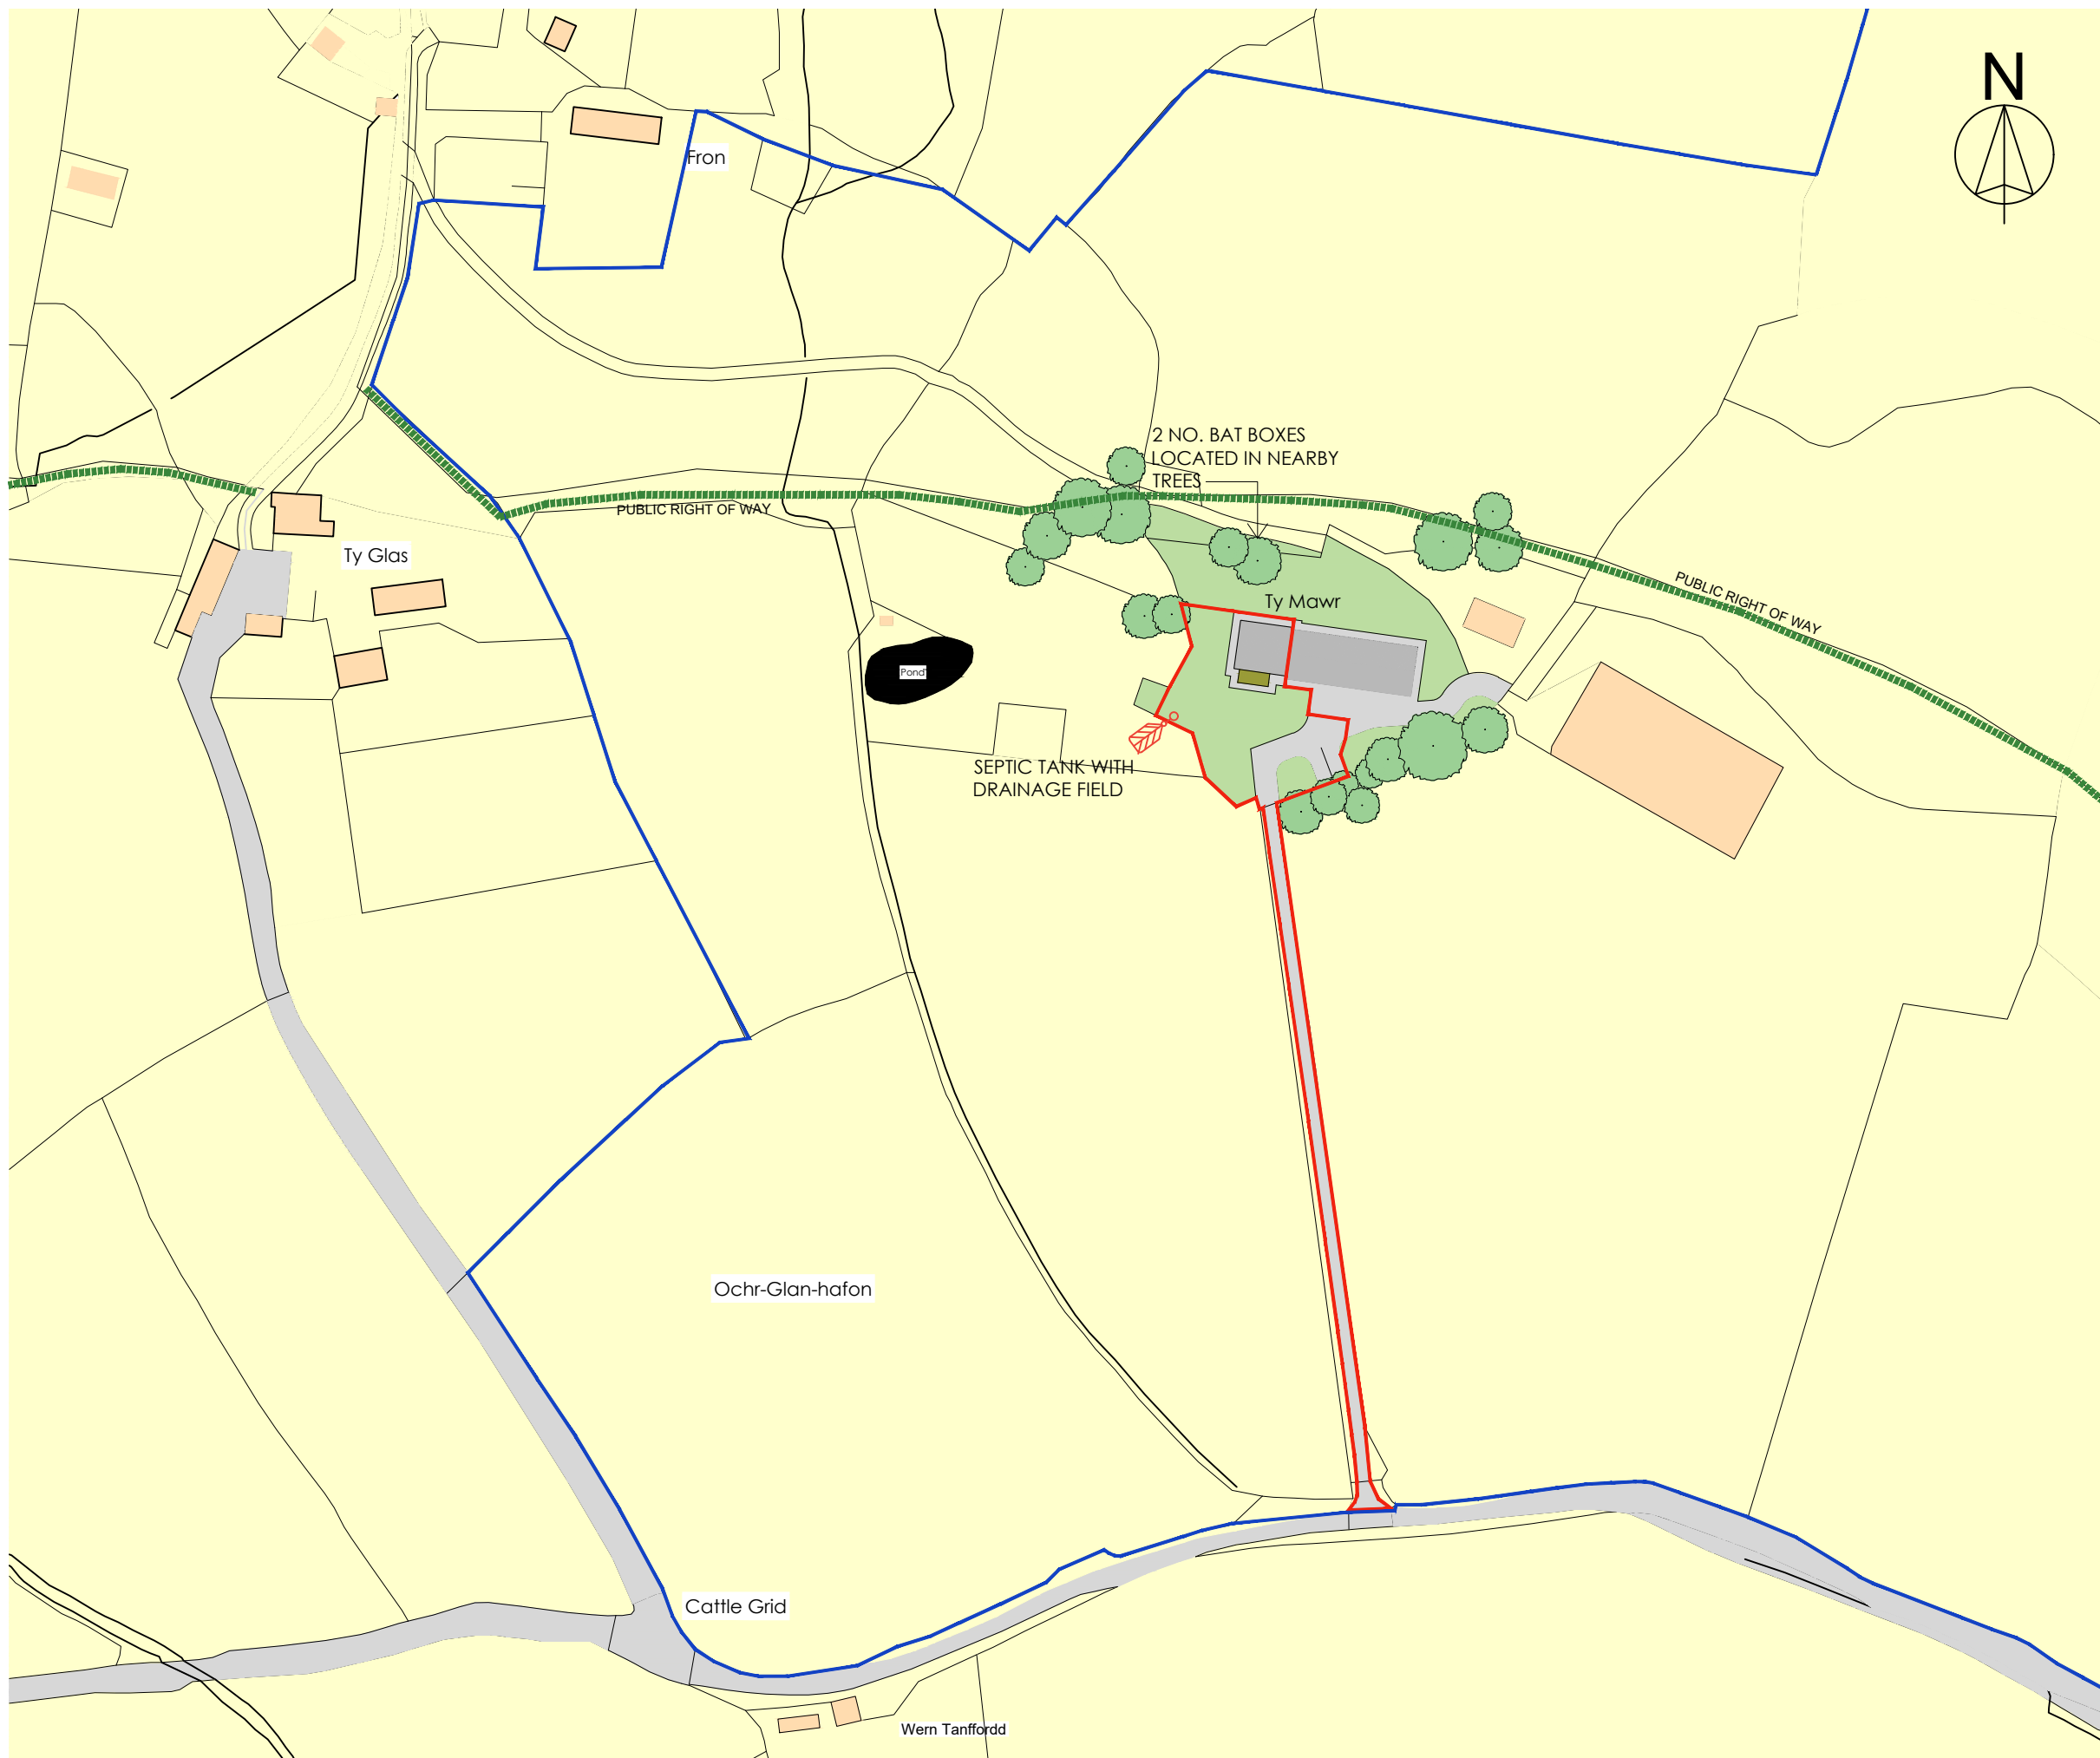 N
Fron
2 NO. BAT BOXES
LOCATED IN NEARBY
TREES
PUBLIC RIGHT OF WAY
Ty Glas
PUBLIC RIGHT OF WAY
Ty Mawr
Pond
SEPTIC TANK WITH
DRAINAGE FIELD
Ochr-Glan-hafon
Cattle Grid
Wern Tanffordd